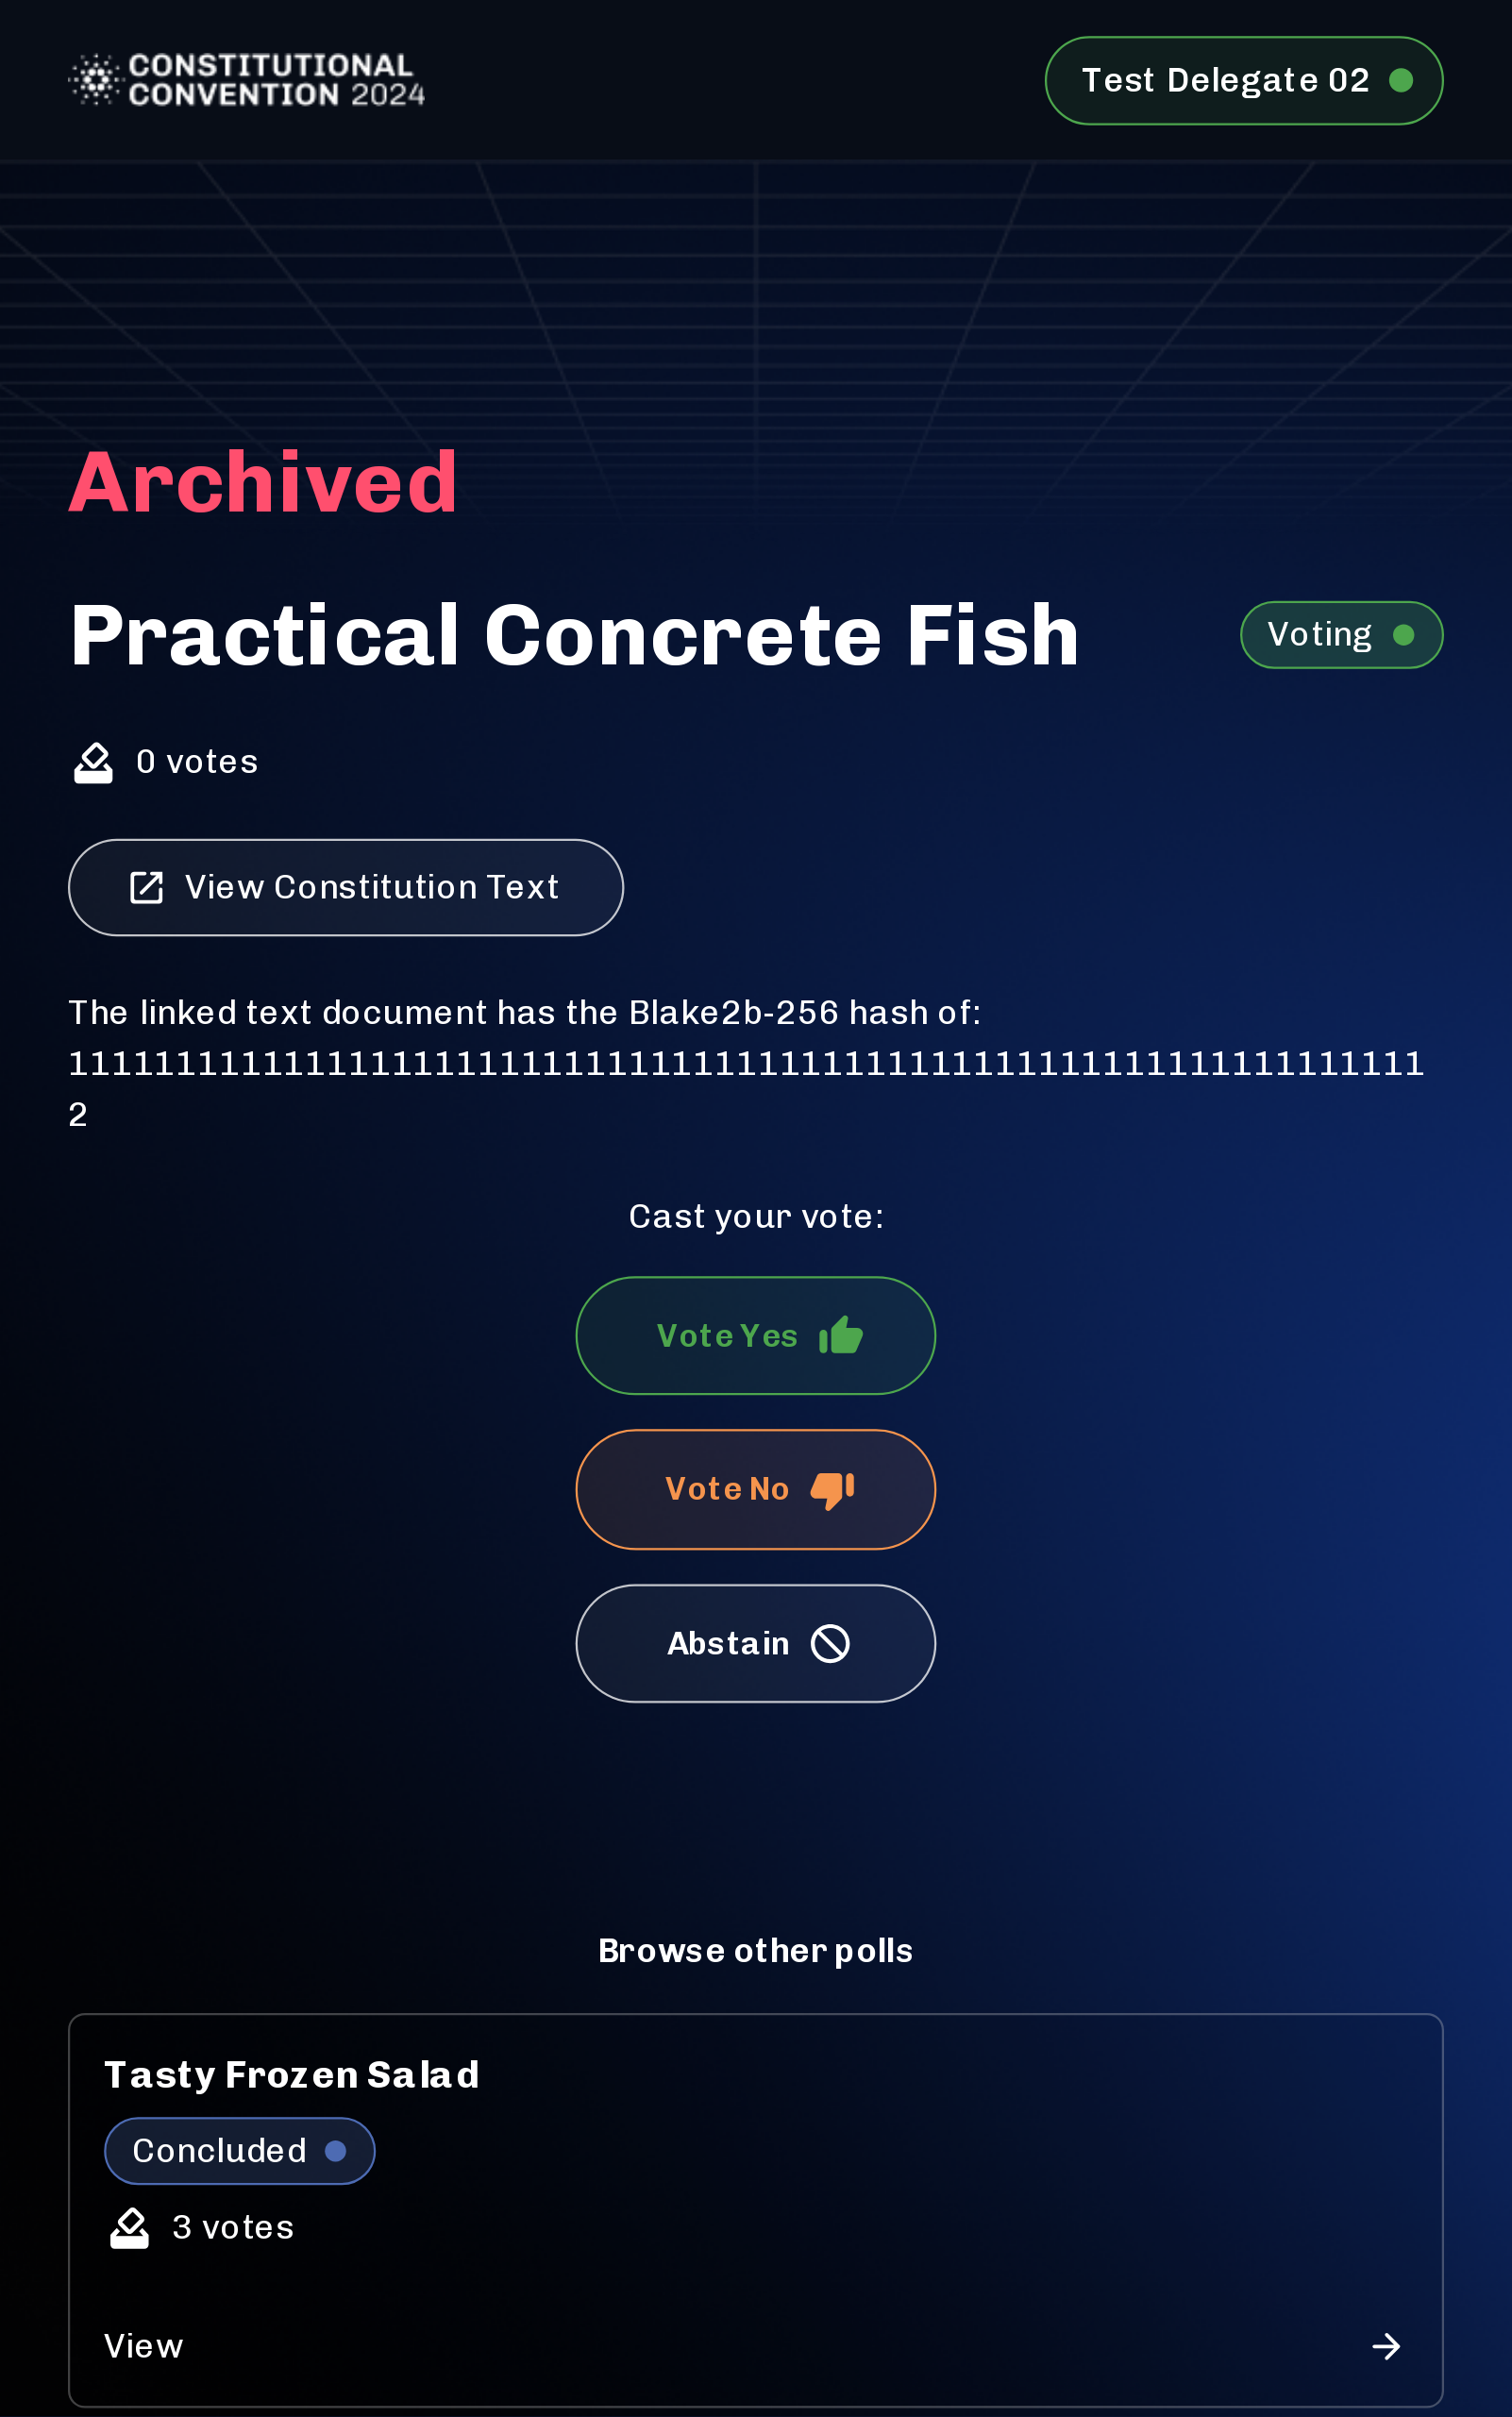 CONSTITUTIONAL
CONVENTION 2024
Test Delegate 02
Archived
Practical Concrete Fish
Voting
0 votes
View Constitution Text
The linked text document has the Blake2b-256 hash of:
111111111111111111111111111111111111111111111111111111111111111
2
Cast your vote:
Vote Yes
Vote No
Abstain
Browse other polls
Tasty Frozen Salad
Concluded
3 votes
View